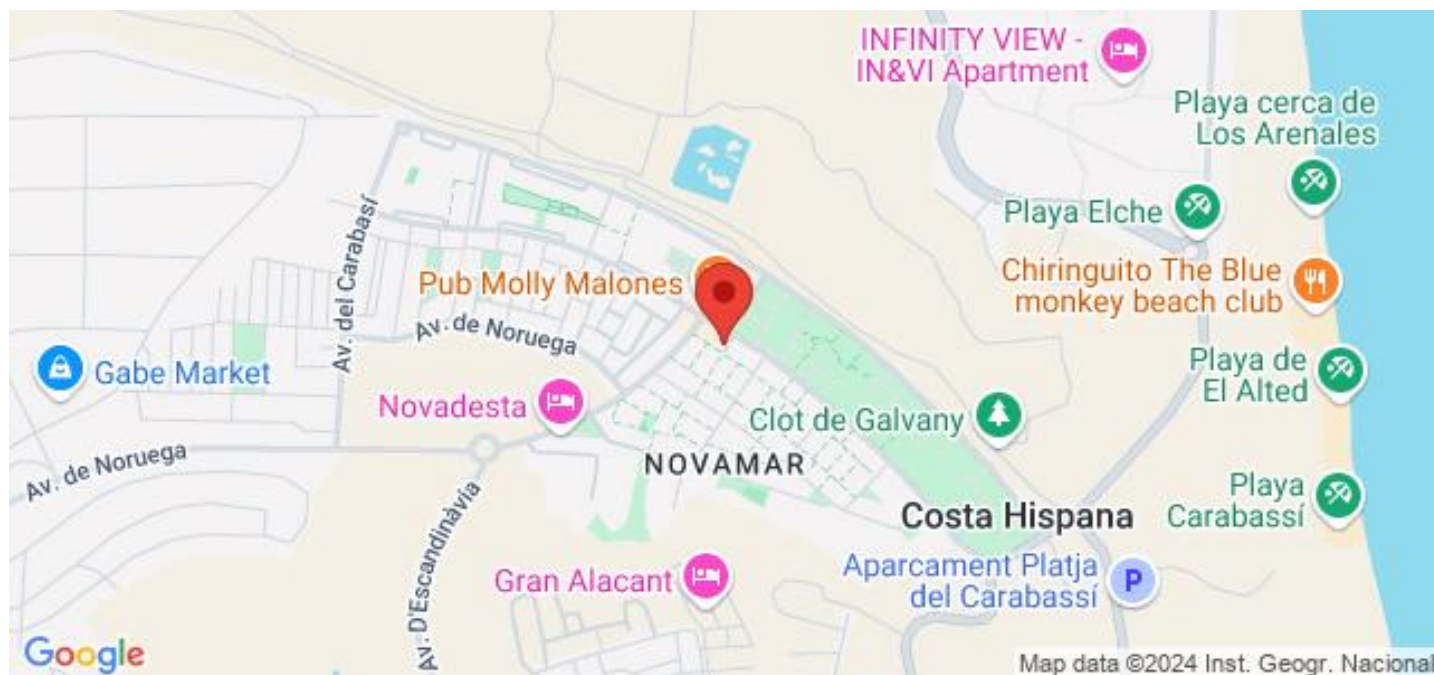 INFINITY VIEW -
IN&VI Apartment
Playa cerca de
Los Arenales
Playa Elche
Av. del Carabasí
Pub Molly Malones
Chiringuito The Blue
monkey beach club
Av. de Noruega
Gabe Market
Playa de
El Alted
Novadesta
Clot de Galvany
Av. de Noruega
NOVAMAR
Playa
Carabassí
Costa Hispana
Av. D'Escandinàvia
Gran Alacant
Aparcament Platja
del Carabassí
P
Google
Map data ©2024 Inst. Geogr. Nacional